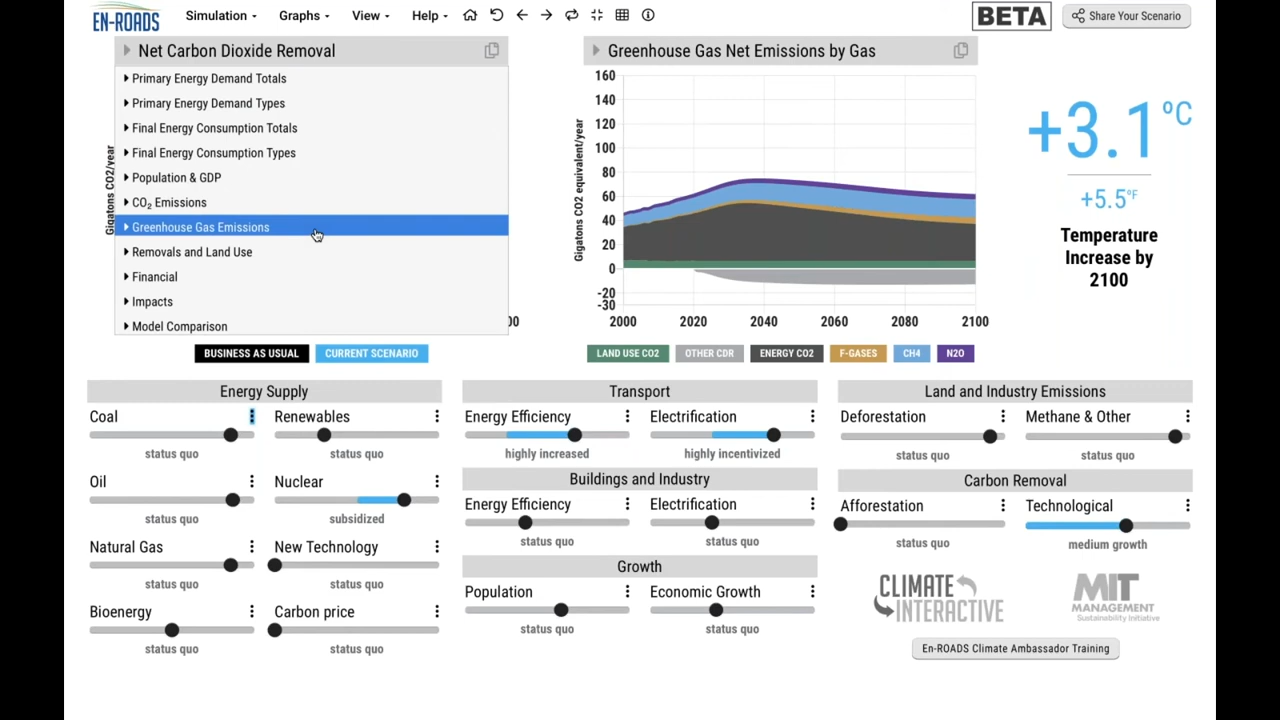 EN-ROADS
Simulation
Graphs
View
Help
BETA
Share Your Scenario
Net Carbon Dioxide Removal
Primary Energy Demand Totals
Primary Energy Demand Types
Final Energy Consumption Totals
Final Energy Consumption Types
Population & GDP
CO₂ Emissions
Greenhouse Gas Emissions
Removals and Land Use
Financial
Impacts
Model Comparison
Gigatons CO2/year
00
BUSINESS AS USUAL
CURRENT SCENARIO
Greenhouse Gas Net Emissions by Gas
Gigatons CO2 equivalent/year
160
140
120
100
80
60
40
20
0
-20
-30
2000 2020 2040 2060 2080 2100
LAND USE CO2
OTHER CDR
ENERGY CO2
F-GASES
CH4
N2O
+3.1°C
+5.5°F
Temperature
Increase by
2100
Energy Supply
Coal
status quo
Renewables
status quo
Oil
status quo
Nuclear
subsidized
Natural Gas
status quo
New Technology
status quo
Bioenergy
status quo
Carbon price
status quo
Transport
Energy Efficiency
highly increased
Electrification
highly incentivized
Buildings and Industry
Energy Efficiency
status quo
Electrification
status quo
Growth
Population
status quo
Economic Growth
status quo
Land and Industry Emissions
Deforestation
status quo
Methane & Other
status quo
Carbon Removal
Afforestation
status quo
Technological
medium growth
CLIMATE
INTERACTIVE
MIT
MANAGEMENT
Sustainability Initiative
En-ROADS Climate Ambassador Training